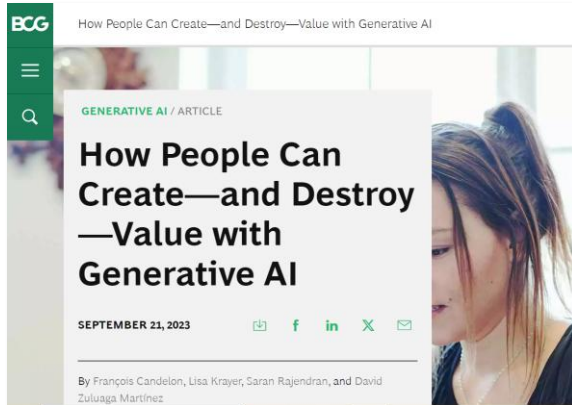 BCG
How People Can Create—and Destroy—Value with Generative AI
GENERATIVE AI / ARTICLE
How People Can
Create—and Destroy
—Value with
Generative AI
SEPTEMBER 21, 2023
f in X
By François Candelon, Lisa Krayer, Saran Rajendran, and David
Zuluaga Martínez